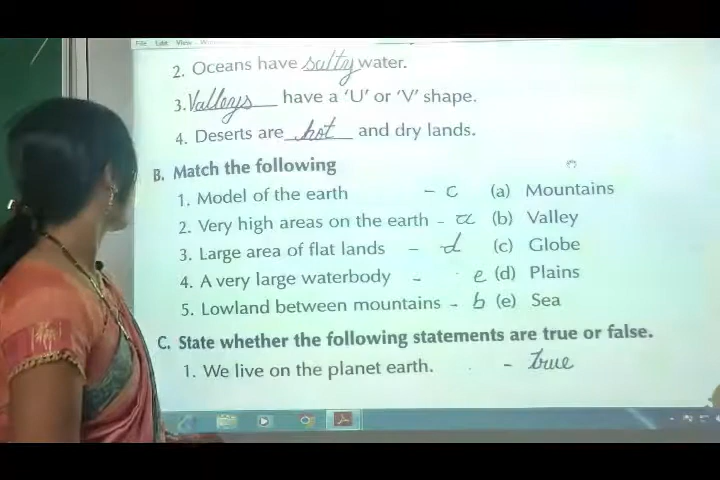 File Edit View
2. Oceans have salty water.
3. Valleys have a 'U' or 'V' shape.
4. Deserts are hot and dry lands.
B. Match the following
1. Model of the earth - c (a) Mountains
2. Very high areas on the earth - a (b) Valley
3. Large area of flat lands - d (c) Globe
4. A very large waterbody - e (d) Plains
5. Lowland between mountains - b (e) Sea
C. State whether the following statements are true or false.
1. We live on the planet earth. - True